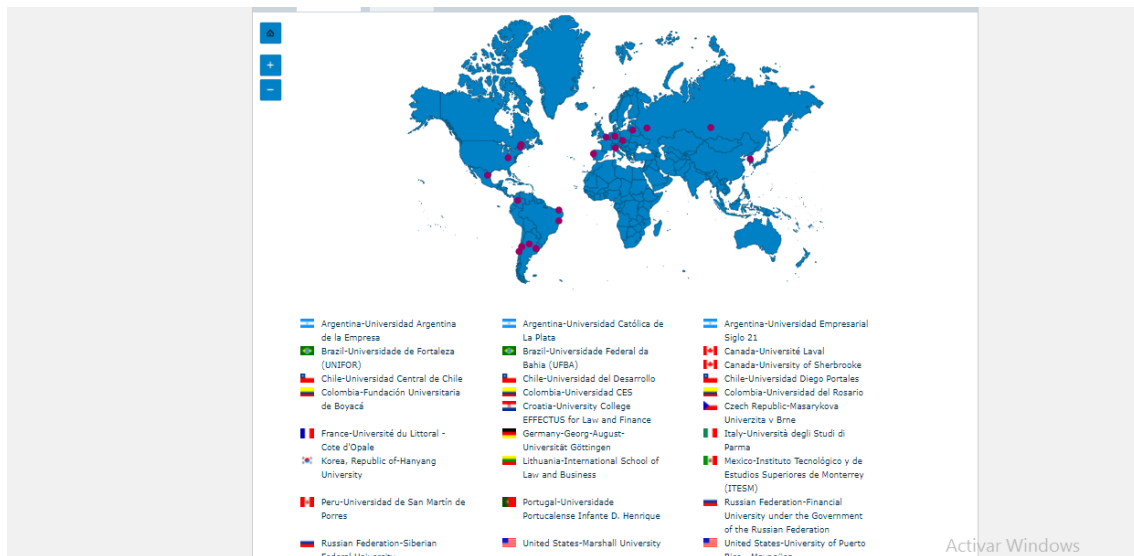 +
−
Argentina-Universidad Argentina
de la Empresa
Argentina-Universidad Católica de
La Plata
Argentina-Universidad Empresarial
Siglo 21
Brazil-Universidade de Fortaleza
(UNIFOR)
Brazil-Universidade Federal da
Bahia (UFBA)
Canada-Université Laval
Canada-University of Sherbrooke
Chile-Universidad Central de Chile
Chile-Universidad del Desarrollo
Chile-Universidad Diego Portales
Colombia-Fundación Universitaria
de Boyacá
Colombia-Universidad CES
Colombia-Universidad del Rosario
Croatia-University College
EFFECTUS for Law and Finance
Czech Republic-Masarykova
Univerzita v Brne
France-Université du Littoral -
Cote d'Opale
Germany-Georg-August-
Universität Göttingen
Italy-Università degli Studi di
Parma
Korea, Republic of-Hanyang
University
Lithuania-International School of
Law and Business
Mexico-Instituto Tecnológico y de
Estudios Superiores de Monterrey
(ITESM)
Peru-Universidad de San Martín de
Porres
Portugal-Universidade
Portucalense Infante D. Henrique
Russian Federation-Financial
University under the Government
of the Russian Federation
Russian Federation-Siberian
Federal University
United States-Marshall University
United States-University of Puerto
Activar Windows